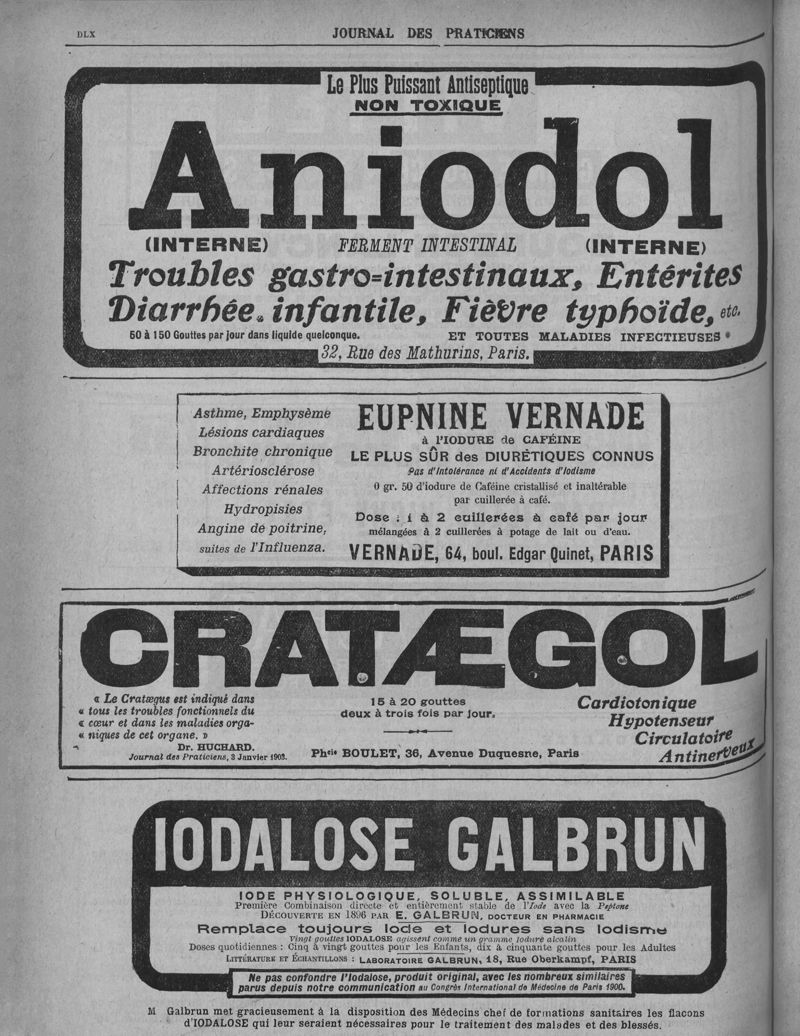 DLX
JOURNAL DES PRATICIENS
Le Plus Puissant Antiseptique
NON TOXIQUE
Aniodol
(INTERNE) FERMENT INTESTINAL (INTERNE)
Troubles gastro=intestinaux, Entérites
Diarrhée infantile, Fièvre typhoïde, etc.
50 à 150 Gouttes par jour dans liquide quelconque. ET TOUTES MALADIES INFECTIEUSES
32, Rue des Mathurins, Paris.
Asthme, Emphysème
Lésions cardiaques
Bronchite chronique
Artériosclérose
Affections rénales
Hydropisies
Angine de poitrine,
suites de l'Influenza.
EUPNINE VERNADE
à l'IODURE de CAFÉINE
LE PLUS SÛR des DIURÉTIQUES CONNUS
Pas d'Intolérance ni d'Accidents d'Iodisme
0 gr. 50 d'iodure de Caféine cristallisé et inaltérable
par cuillerée à café.
Dose : 1 à 2 cuillerées à café par jour
mélangées à 2 cuillerées à potage de lait ou d'eau.
VERNADE, 64, boul. Edgar Quinet, PARIS
CRATÆGOL
« Le Cratægus est indiqué dans
« tous les troubles fonctionnels du
« cœur et dans les maladies orga-
« niques de cet organe. »
Dr. HUCHARD.
Journal des Praticiens, 3 Janvier 1903.
15 à 20 gouttes
deux à trois fois par jour.
Phcie BOULET, 36, Avenue Duquesne, Paris
Cardiotonique
Hypotenseur
Circulatoire
Antinerveux
IODALOSE GALBRUN
IODE PHYSIOLOGIQUE, SOLUBLE, ASSIMILABLE
Première Combinaison directe et entièrement stable de l'Iode avec la Peptone
DÉCOUVERTE EN 1896 PAR E. GALBRUN, DOCTEUR EN PHARMACIE
Remplace toujours Iode et Iodures sans Iodisme
Vingt gouttes IODALOSE agissent comme un gramme Iodure alcalin
Doses quotidiennes : Cinq à vingt gouttes pour les Enfants, dix à cinquante gouttes pour les Adultes
LITTÉRATURE ET ÉCHANTILLONS : LABORATOIRE GALBRUN, 18, Rue Oberkampf, PARIS
Ne pas confondre l'Iodalose, produit original, avec les nombreux similaires
parus depuis notre communication au Congrès International de Médecine de Paris 1900.
M Galbrun met gracieusement à la disposition des Médecins chef de formations sanitaires les flacons
d'IODALOSE qui leur seraient nécessaires pour le traitement des malades et des blessés.